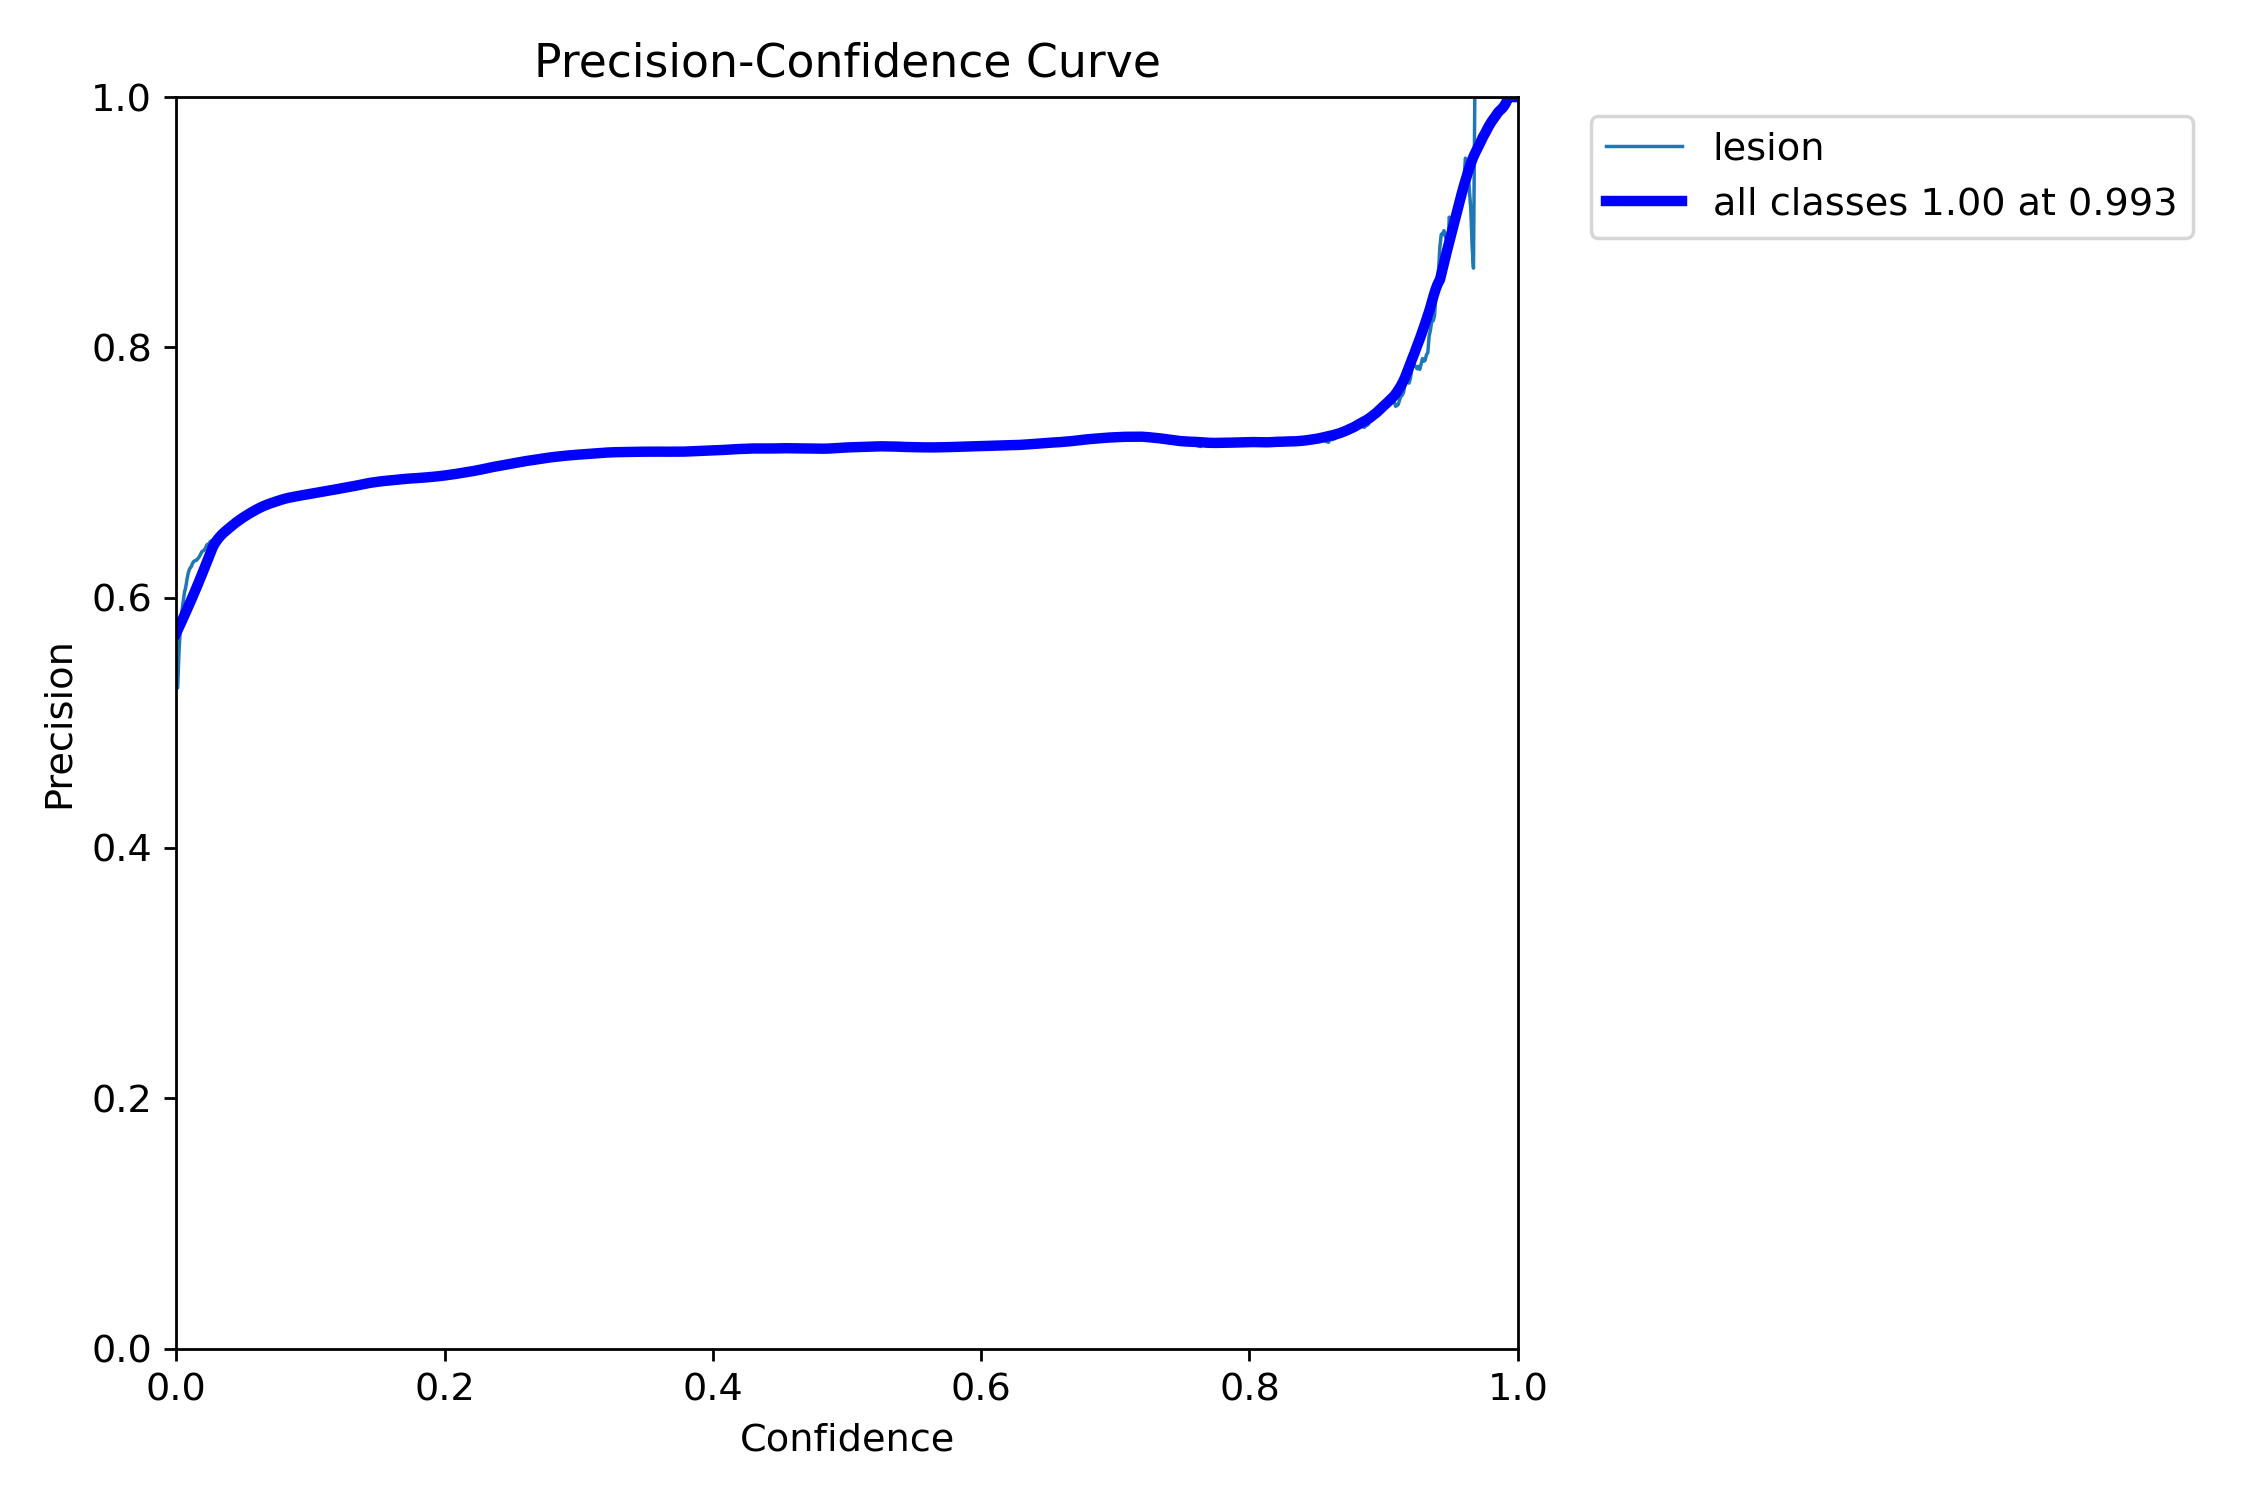 Precision-Confidence Curve
1.0
0.8
0.6
0.4
0.2
0.0
Precision
0.0 0.2 0.4 0.6 0.8 1.0
Confidence
lesion
all classes 1.00 at 0.993